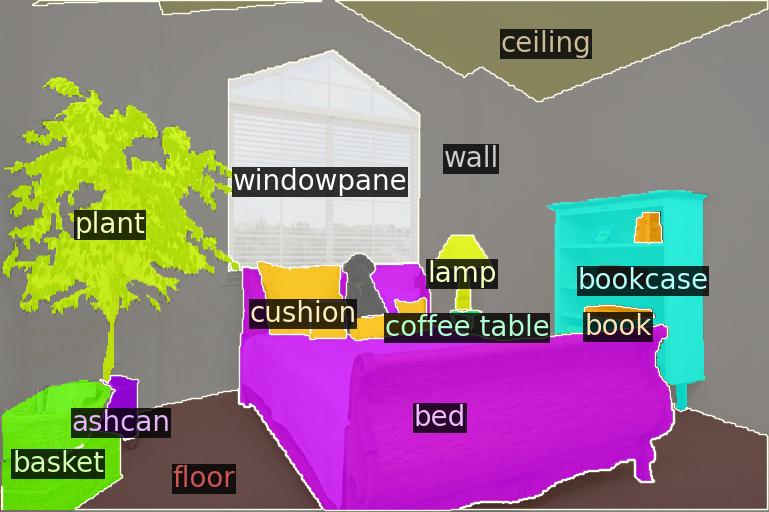 ceiling
wall
windowpane
plant
lamp
bookcase
cushion
coffee table
book
bed
ashcan
basket
floor